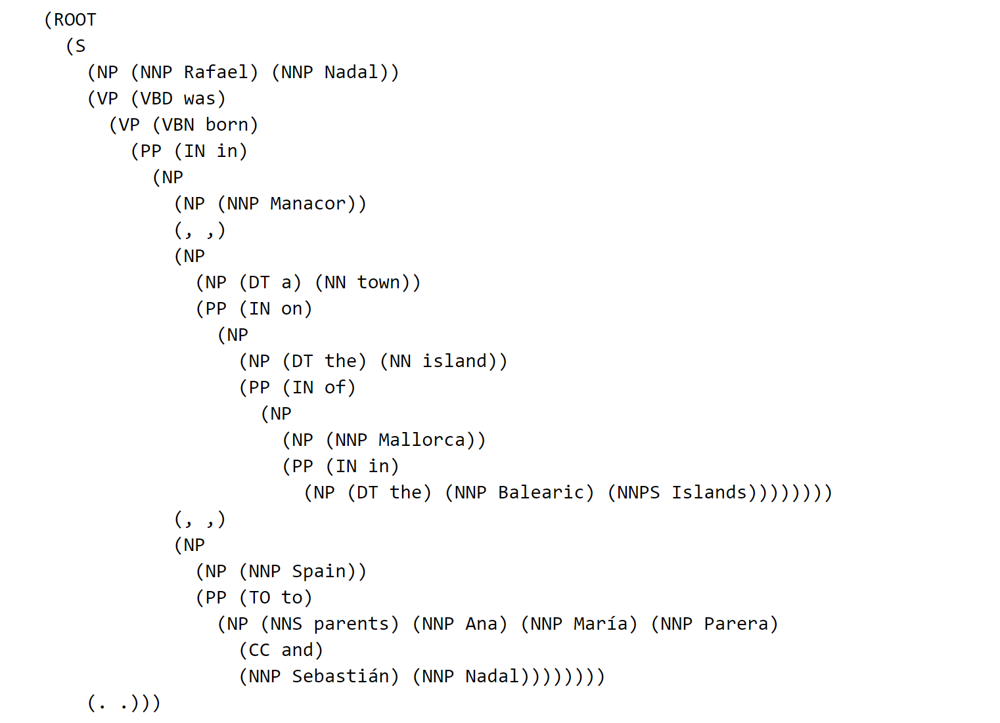 (ROOT
(S
(NP (NNP Rafael) (NNP Nadal))
(VP (VBD was)
(VP (VBN born)
(PP (IN in)
(NP
(NP (NNP Manacor))
(, ,)
(NP
(NP (DT a) (NN town))
(PP (IN on)
(NP
(NP (DT the) (NN island))
(PP (IN of)
(NP
(NP (NNP Mallorca))
(PP (IN in)
(NP (DT the) (NNP Balearic) (NNPS Islands))))))))
(, ,)
(NP
(NP (NNP Spain))
(PP (TO to)
(NP (NNS parents) (NNP Ana) (NNP María) (NNP Parera)
(CC and)
(NNP Sebastián) (NNP Nadal))))))))
(. .)))